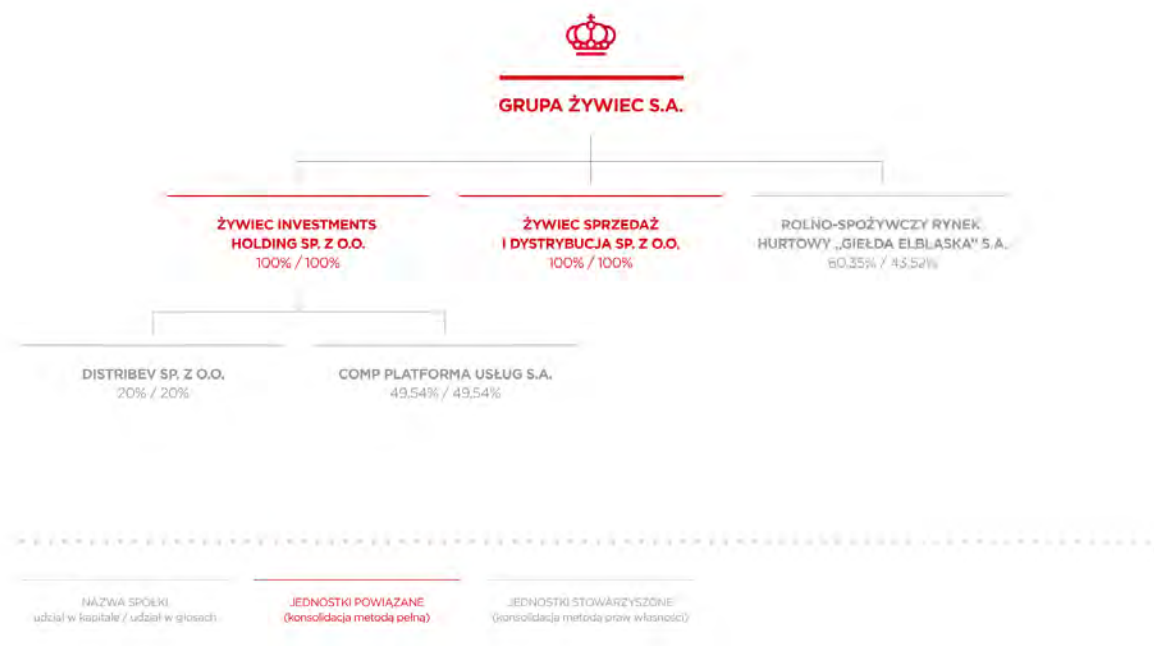 GRUPA ŻYWIEC S.A.
ŻYWIEC INVESTMENTS
HOLDING SP. Z O.O.
100% / 100%
ŻYWIEC SPRZEDAŻ
I DYSTRYBUCJA SP. Z O.O.
100% / 100%
ROLNO-SPOŻYWCZY RYNEK
HURTOWY „GIEŁDA ELBLĄSKA” S.A.
60,35% / 43,52%
DISTRIBEV SP. Z O.O.
20% / 20%
COMP PLATFORMA USŁUG S.A.
49,54% / 49,54%
NAZWA SPÓŁKI
udział w kapitale / udział w głosach
JEDNOSTKI POWIĄZANE
(konsolidacja metodą pełną)
JEDNOSTKI STOWARZYSZONE
(konsolidacja metodą praw własności)